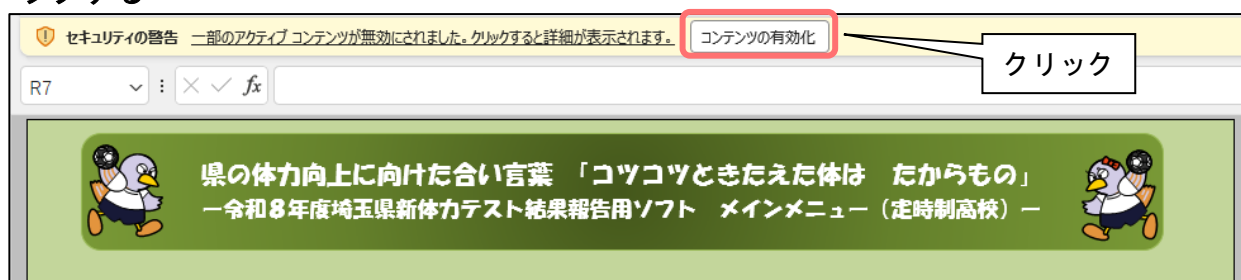 セキュリティの警告 一部のアクティブ コンテンツが無効にされました。クリックすると詳細が表示されます。 コンテンツの有効化
クリック
R7 fx
県の体力向上に向けた合い言葉 「コツコツときたえた体は たからもの」
ー令和8年度埼玉県新体力テスト結果報告用ソフト メインメニュー（定時制高校）ー